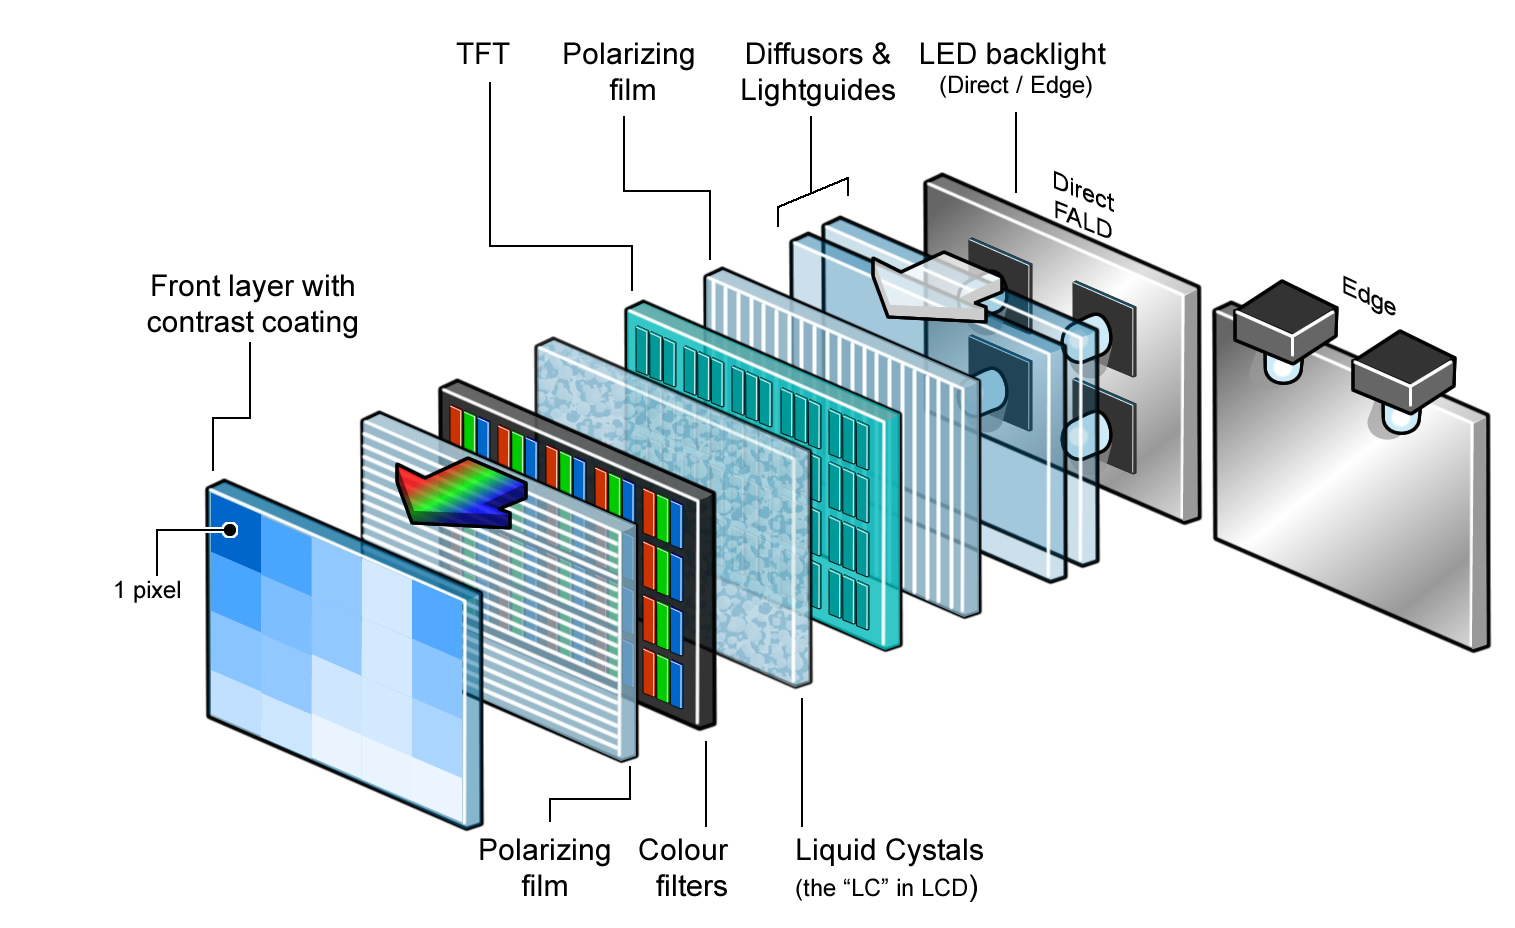 TFT
Polarizing
film
Diffusors &
Lightguides
LED backlight
(Direct / Edge)
Direct
FALD
Edge
Front layer with
contrast coating
1 pixel
Polarizing
film
Colour
filters
Liquid Cystals
(the “LC” in LCD)